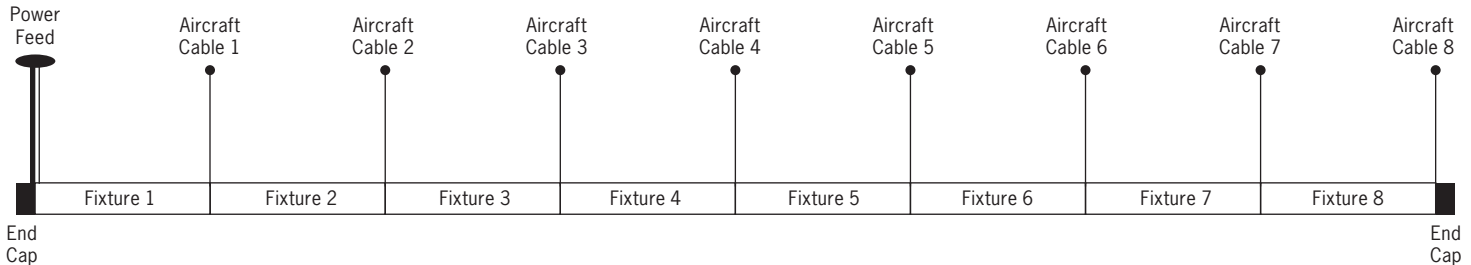 Power
Feed
Aircraft
Cable 1
Aircraft
Cable 2
Aircraft
Cable 3
Aircraft
Cable 4
Aircraft
Cable 5
Aircraft
Cable 6
Aircraft
Cable 7
Aircraft
Cable 8
Fixture 1
Fixture 2
Fixture 3
Fixture 4
Fixture 5
Fixture 6
Fixture 7
Fixture 8
End
Cap
End
Cap